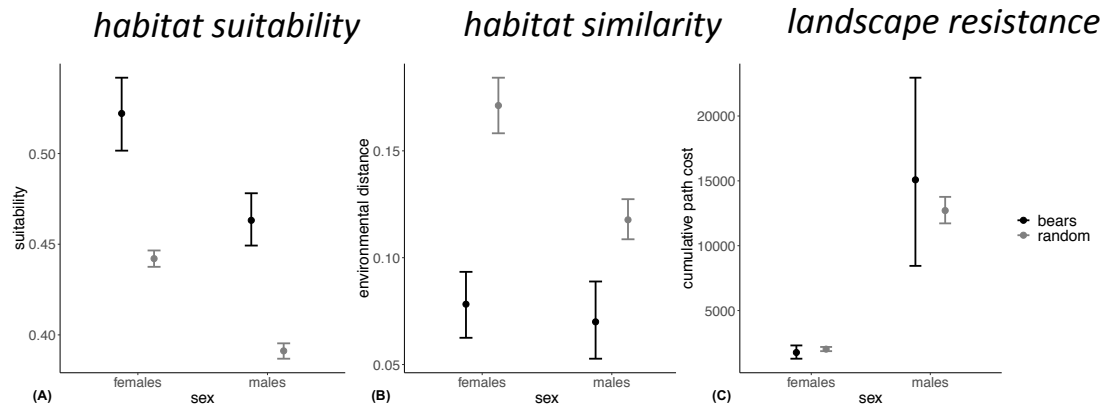 habitat suitability
habitat similarity
landscape resistance
suitability
0.50
0.45
0.40
females
males
sex
(A)
environmental distance
0.15
0.10
0.05
females
males
sex
(B)
cumulative path cost
20000
15000
10000
5000
females
males
sex
(C)
bears
random